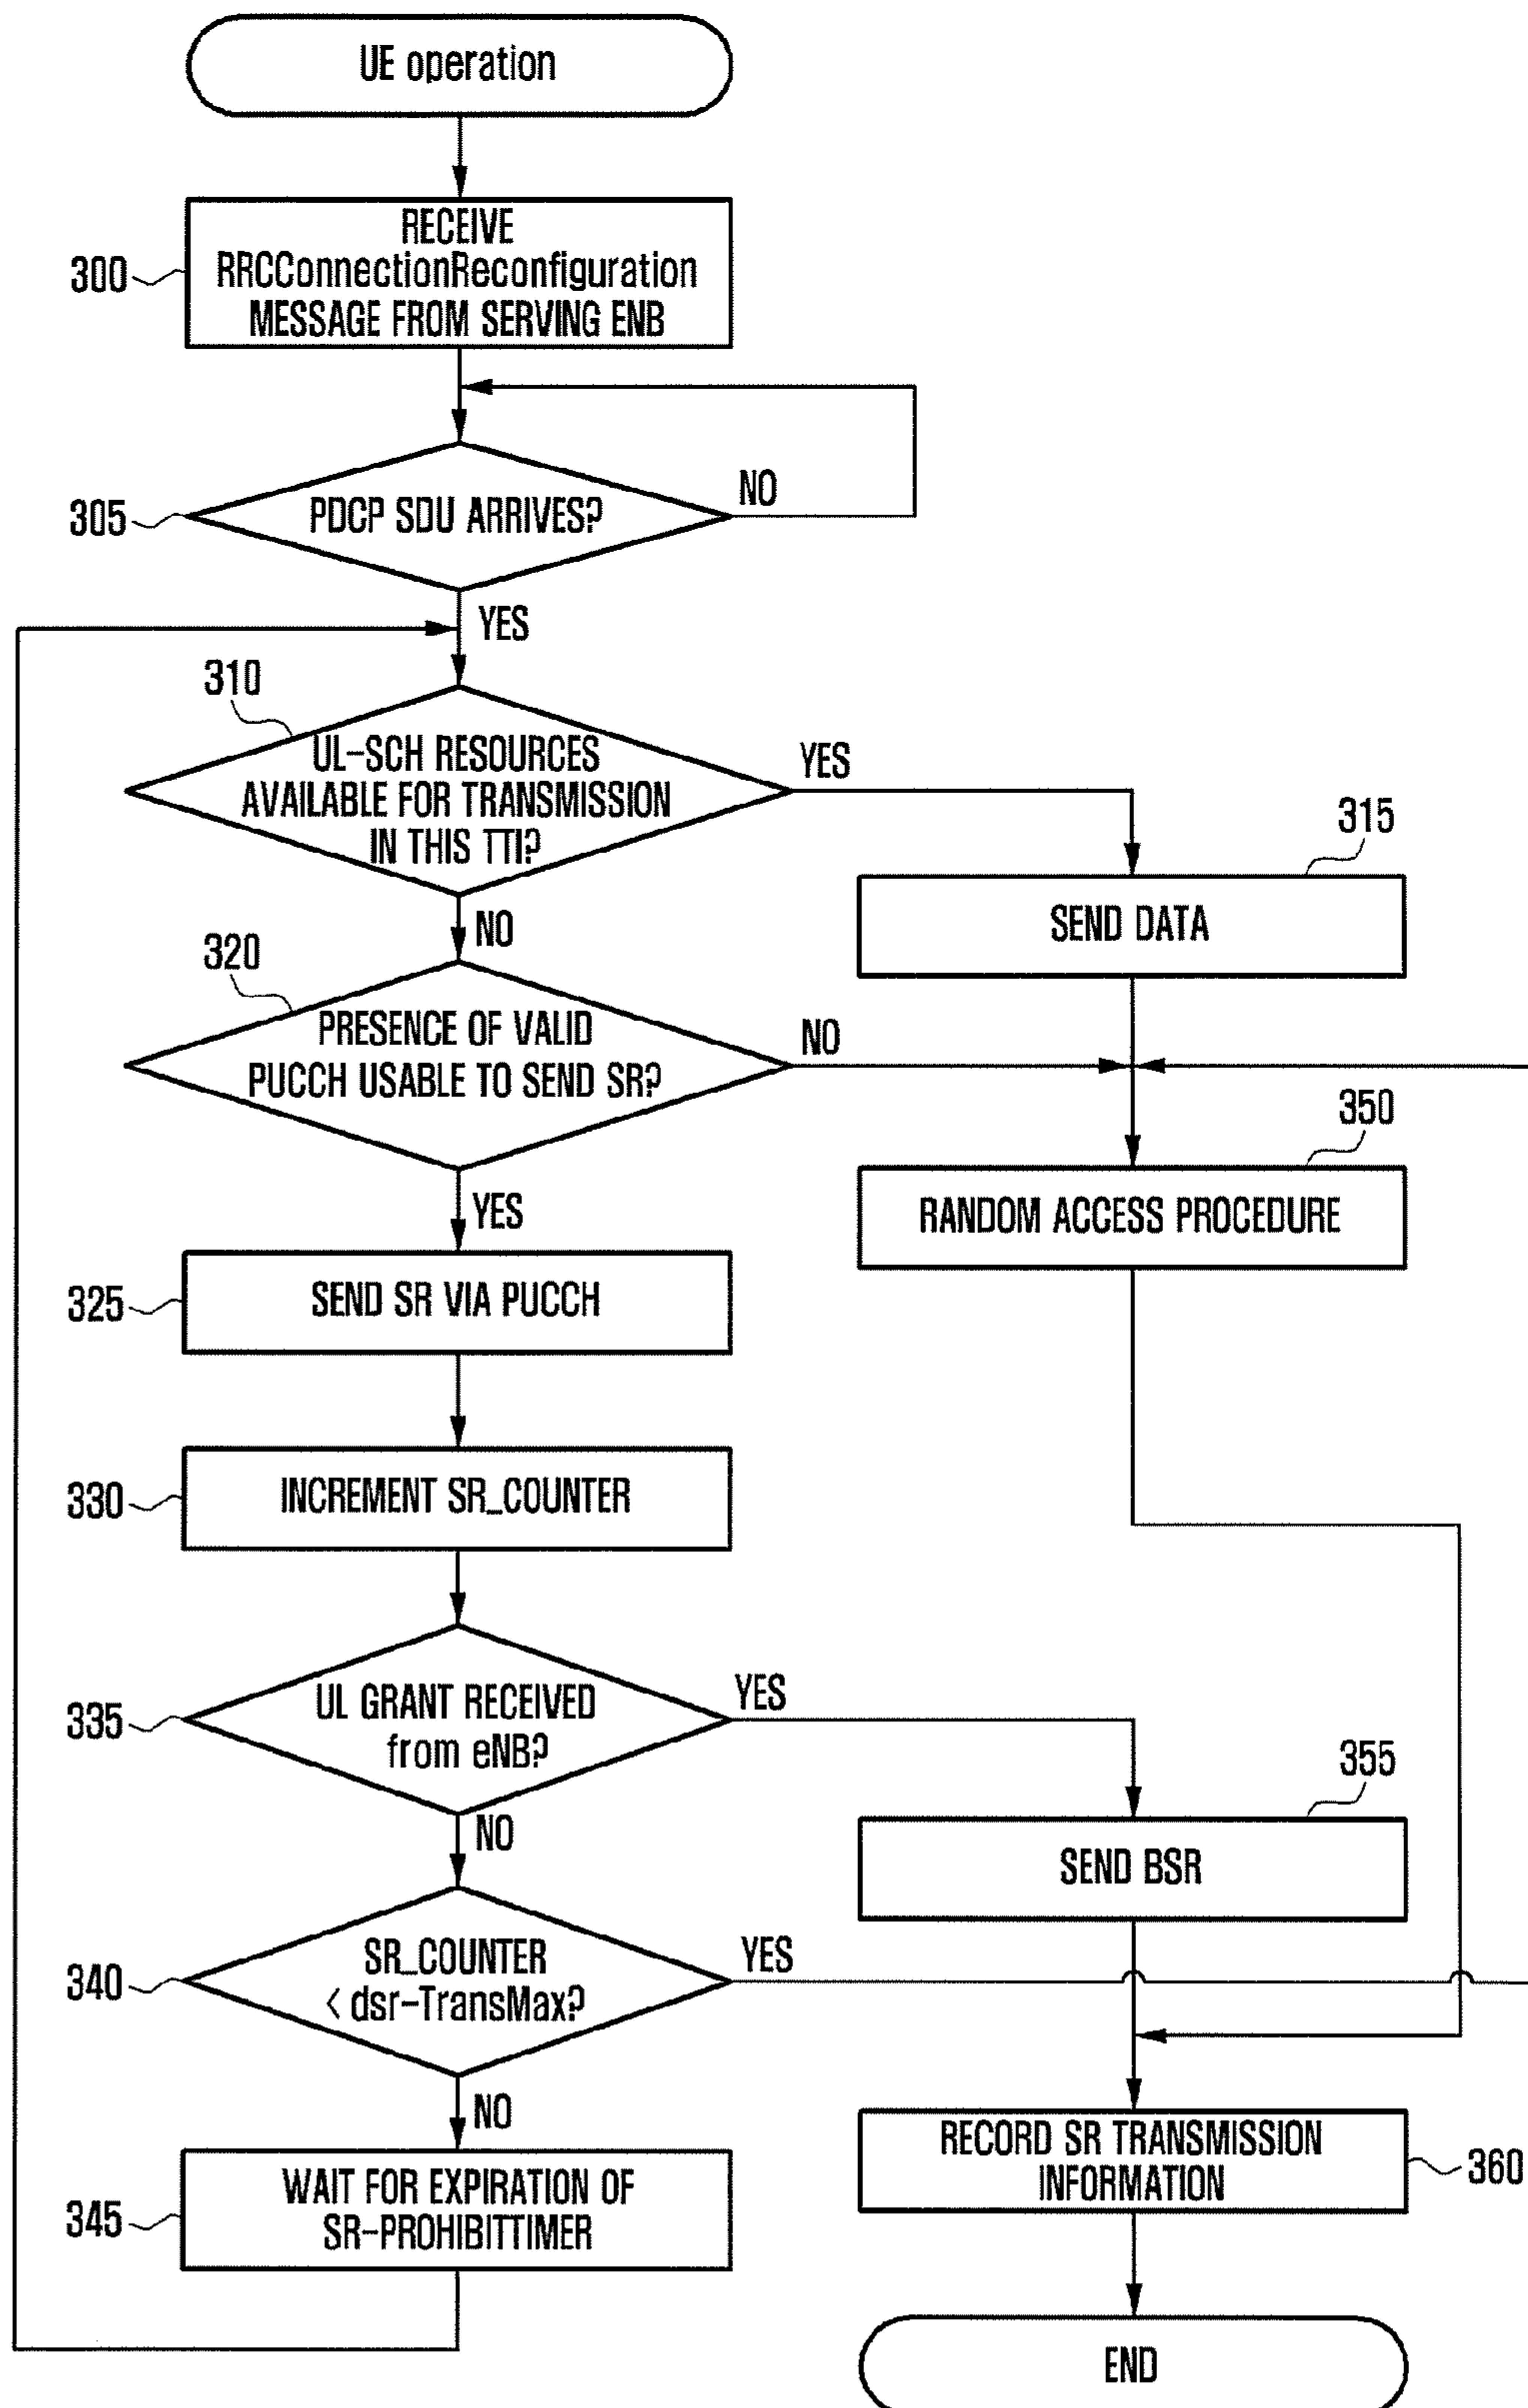 UE operation
300
RECEIVE
RRCConnectionReconfiguration
MESSAGE FROM SERVING ENB
305
PDCP SDU ARRIVES?
NO
YES
310
UL-SCH RESOURCES
AVAILABLE FOR TRANSMISSION
IN THIS TTI?
YES
315
SEND DATA
NO
320
PRESENCE OF VALID
PUCCH USABLE TO SEND SR?
NO
350
RANDOM ACCESS PROCEDURE
YES
325
SEND SR VIA PUCCH
330
INCREMENT SR_COUNTER
335
UL GRANT RECEIVED
from eNB?
YES
355
SEND BSR
NO
340
SR_COUNTER
< dsr-TransMax?
YES
NO
345
WAIT FOR EXPIRATION OF
SR-PROHIBITTIMER
RECORD SR TRANSMISSION
INFORMATION
360
END